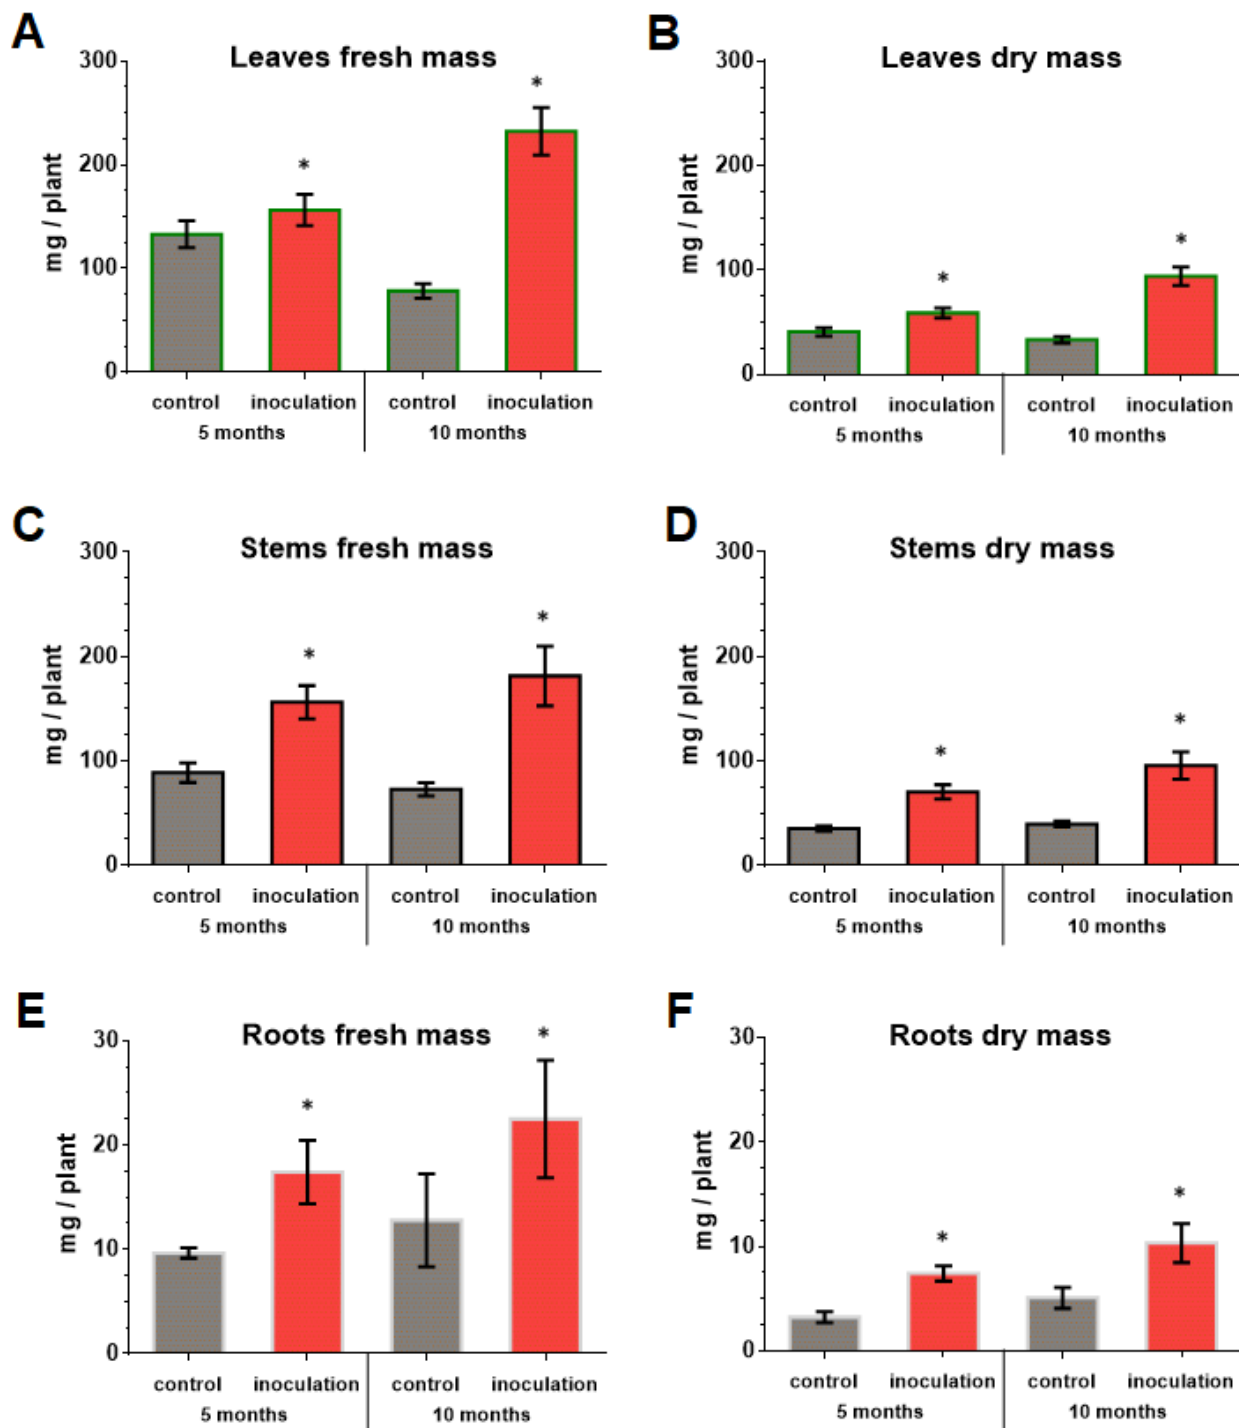 A
Leaves fresh mass
300
200
100
0
mg / plant
*
*
control inoculation control inoculation
5 months 10 months
B
Leaves dry mass
300
200
100
0
mg / plant
*
*
control inoculation control inoculation
5 months 10 months
C
Stems fresh mass
300
200
100
0
mg / plant
*
*
control inoculation control inoculation
5 months 10 months
D
Stems dry mass
300
200
100
0
mg / plant
*
*
control inoculation control inoculation
5 months 10 months
E
Roots fresh mass
30
20
10
0
mg / plant
*
*
control inoculation control inoculation
5 months 10 months
F
Roots dry mass
30
20
10
0
mg / plant
*
*
control inoculation control inoculation
5 months 10 months